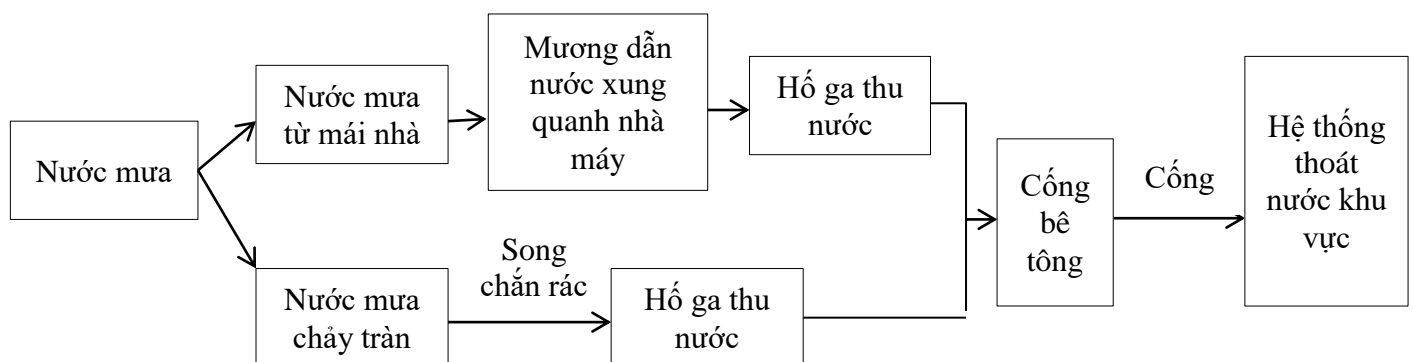 Nước mưa
Nước mưa
từ mái nhà
Mương dẫn
nước xung
quanh nhà
máy
Hố ga thu
nước
Nước mưa
chảy tràn
Song
chắn rác
Hố ga thu
nước
Cống
bê
tông
Cống
Hệ thống
thoát
nước khu
vực